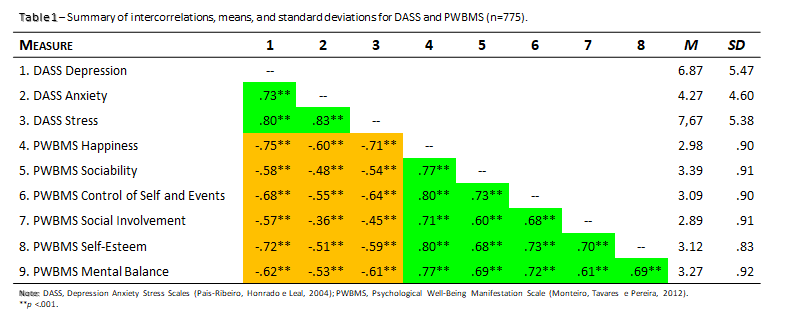 Table 1 – Summary of intercorrelations, means, and standard deviations for DASS and PWBMS (n=775).
MEASURE 1 2 3 4 5 6 7 8 M SD
1. DASS Depression -- 6.87 5.47
2. DASS Anxiety .73** -- 4.27 4.60
3. DASS Stress .80** .83** -- 7,67 5.38
4. PWBMS Happiness -.75** -.60** -.71** -- 2.98 .90
5. PWBMS Sociability -.58** -.48** -.54** .77** -- 3.39 .91
6. PWBMS Control of Self and Events -.68** -.55** -.64** .80** .73** -- 3.09 .90
7. PWBMS Social Involvement -.57** -.36** -.45** .71** .60** .68** -- 2.89 .91
8. PWBMS Self-Esteem -.72** -.51** -.59** .80** .68** .73** .70** -- 3.12 .83
9. PWBMS Mental Balance -.62** -.53** -.61** .77** .69** .72** .61** .69** 3.27 .92
Note: DASS, Depression Anxiety Stress Scales (Pais-Ribeiro, Honrado e Leal, 2004); PWBMS, Psychological Well-Being Manifestation Scale (Monteiro, Tavares e Pereira, 2012).
**p <.001.